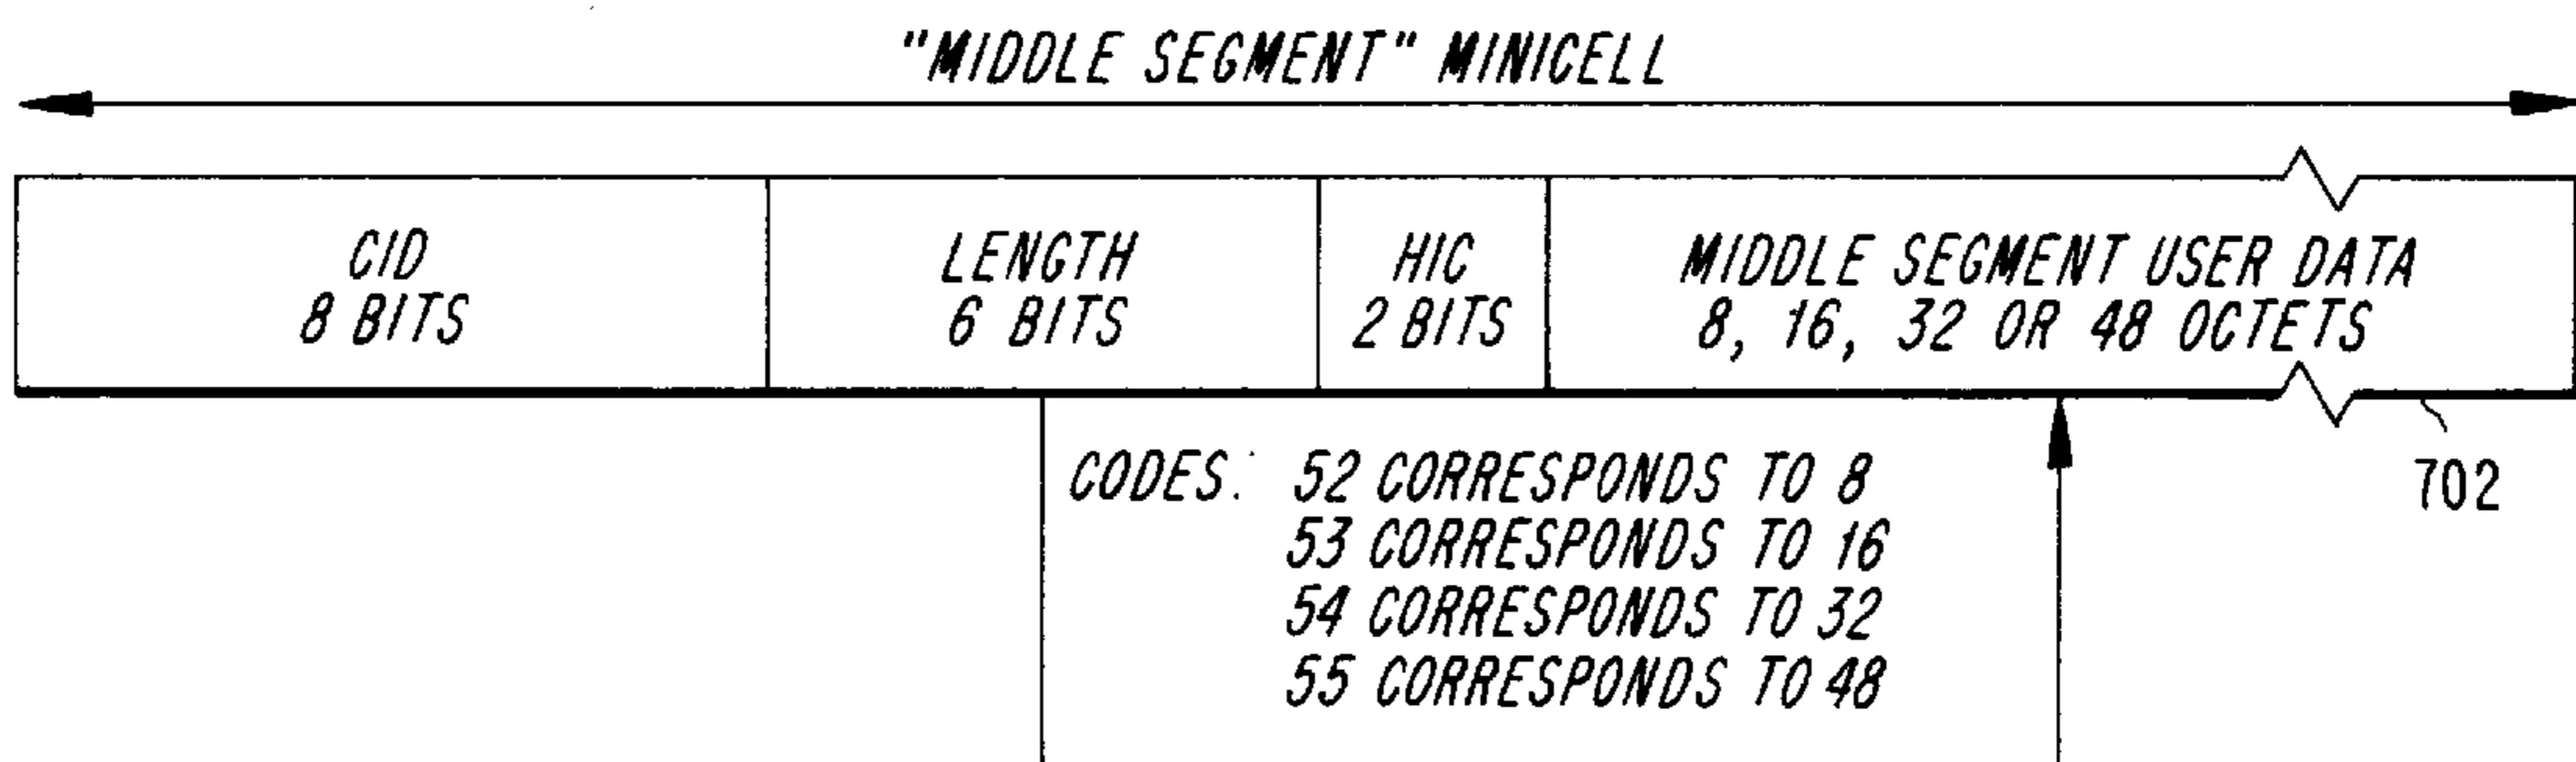 "MIDDLE SEGMENT" MINICELL
CID
8 BITS
LENGTH
6 BITS
HIC
2 BITS
MIDDLE SEGMENT USER DATA
8, 16, 32 OR 48 OCTETS
CODES: 52 CORRESPONDS TO 8
53 CORRESPONDS TO 16
54 CORRESPONDS TO 32
55 CORRESPONDS TO 48
702